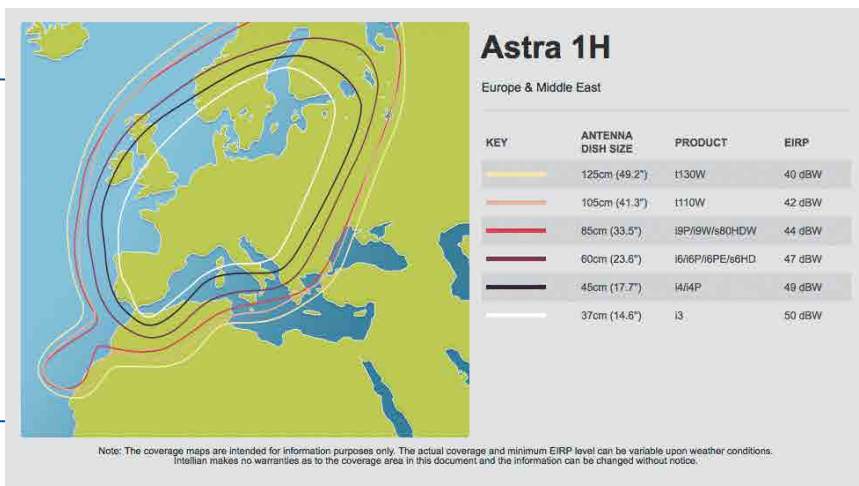 Astra 1H
Europe & Middle East
KEY ANTENNA DISH SIZE PRODUCT EIRP
125cm (49.2") t130W 40 dBW
105cm (41.3") t110W 42 dBW
85cm (33.5") i9P/i9W/s80HDW 44 dBW
60cm (23.6") i6/i6P/i6PE/s6HD 47 dBW
45cm (17.7") i4/i4P 49 dBW
37cm (14.6") i3 50 dBW
Note: The coverage maps are intended for information purposes only. The actual coverage and minimum EIRP level can be variable upon weather conditions.
Intellian makes no warranties as to the coverage area in this document and the information can be changed without notice.